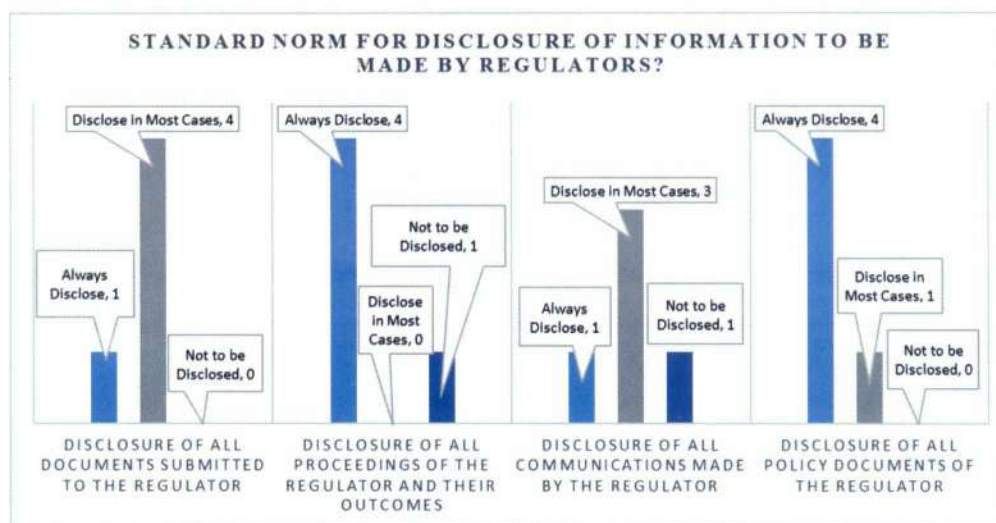 STANDARD NORM FOR DISCLOSURE OF INFORMATION TO BE
MADE BY REGULATORS?
Disclose in Most Cases, 4
Always
Disclose, 1
Not to be
Disclosed, 0
Always Disclose, 4
Not to be
Disclosed, 1
Disclose
in Most
Cases, 0
Disclose in Most Cases, 3
Always
Disclose, 1
Not to be
Disclosed, 1
Always Disclose, 4
Disclose in
Most Cases, 1
Not to be
Disclosed, 0
DISCLOSURE OF ALL
DOCUMENTS SUBMITTED
TO THE REGULATOR
DISCLOSURE OF ALL
PROCEEDINGS OF THE
REGULATOR AND THEIR
OUTCOMES
DISCLOSURE OF ALL
COMMUNICATIONS MADE
BY THE REGULATOR
DISCLOSURE OF ALL
POLICY DOCUMENTS OF
THE REGULATOR